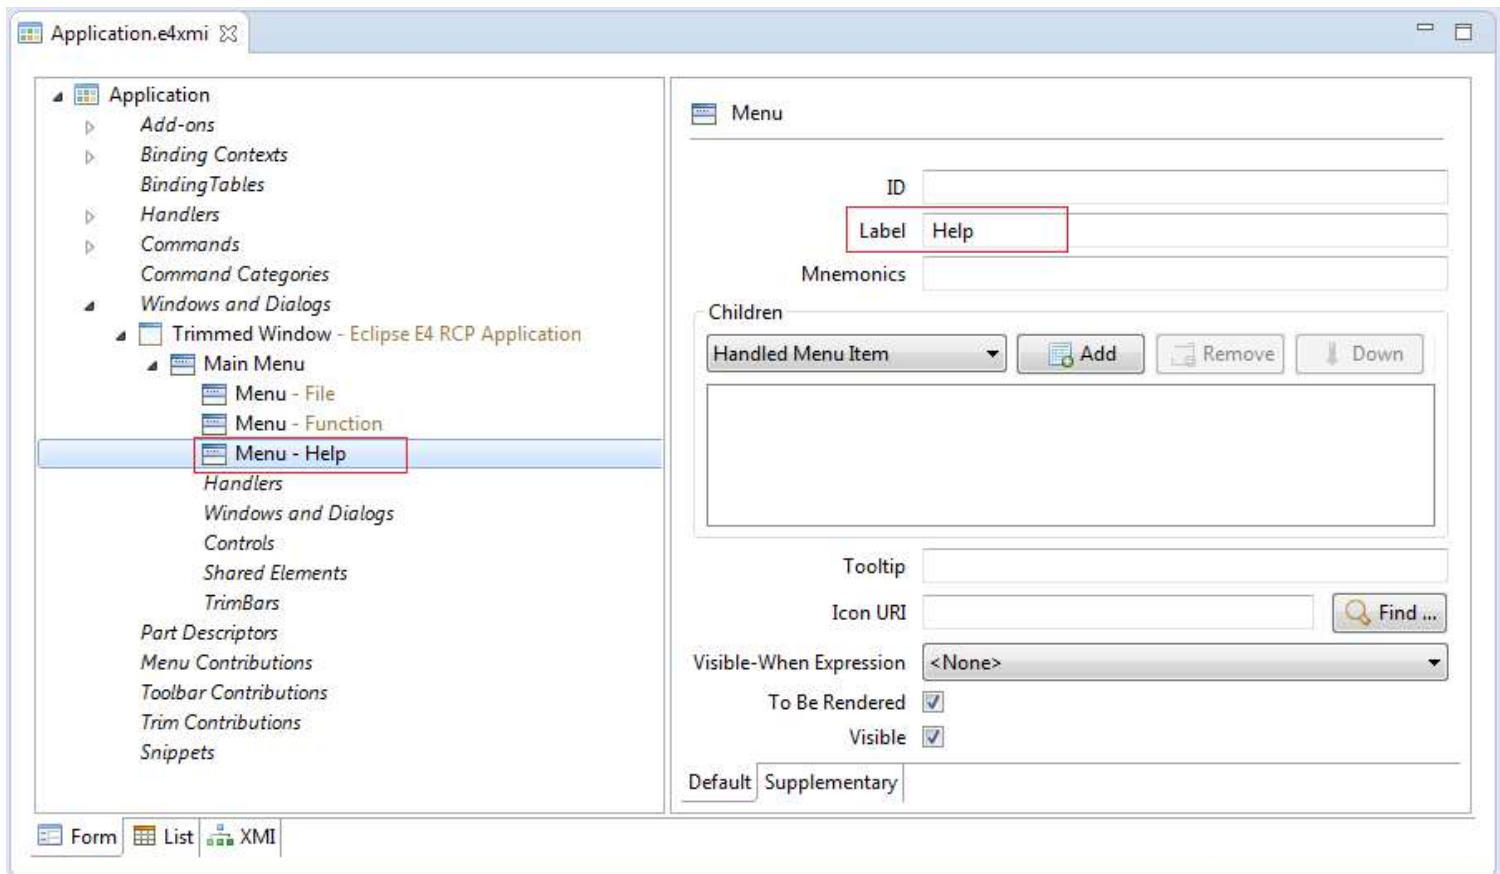 Application.e4xmi
Application
Add-ons
Binding Contexts
BindingTables
Handlers
Commands
Command Categories
Windows and Dialogs
Trimmed Window - Eclipse E4 RCP Application
Main Menu
Menu - File
Menu - Function
Menu - Help
Handlers
Windows and Dialogs
Controls
Shared Elements
TrimBars
Part Descriptors
Menu Contributions
Toolbar Contributions
Trim Contributions
Snippets
Menu
ID
Label Help
Mnemonics
Children
Handled Menu Item Add Remove Down
Tooltip
Icon URI Find ...
Visible-When Expression <None>
To Be Rendered
Visible
Default Supplementary
Form List XMI